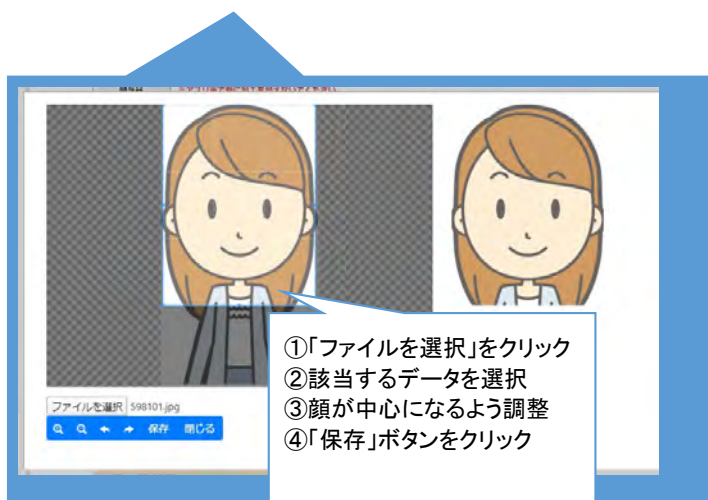 ①「ファイルを選択」をクリック
②該当するデータを選択
③顔が中心になるよう調整
④「保存」ボタンをクリック
ファイルを選択 598101.jpg
保存 閉じる